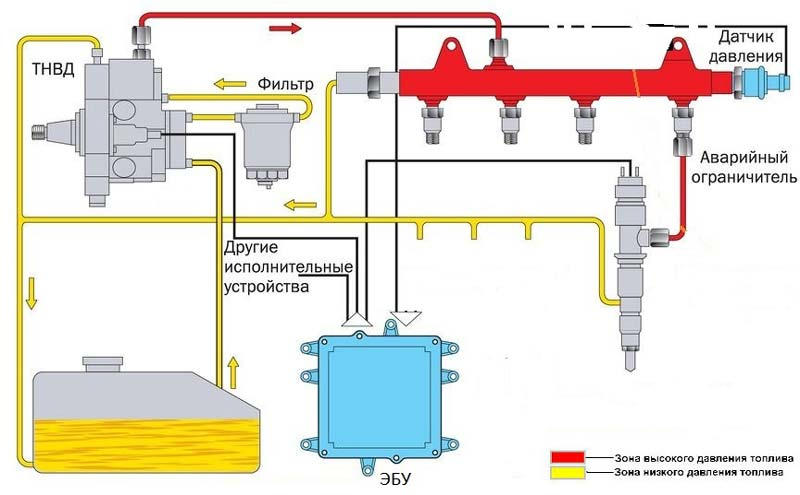 ТНВД
Фильтр
Датчик
давления
Аварийный
ограничитель
Другие
исполнительные
устройства
ЭБУ
Зона высокого давления топлива
Зона низкого давления топлива